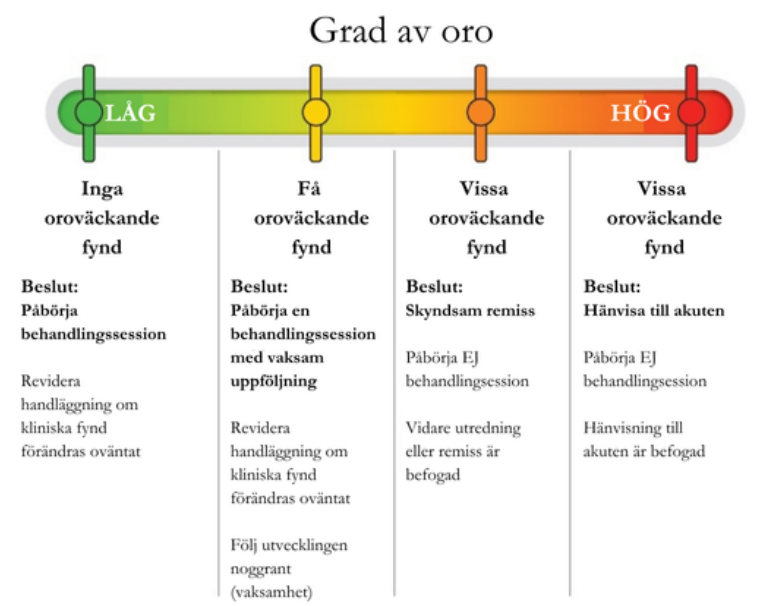 Grad av oro
LÅG
HÖG
Inga
oroväckande
fynd
Beslut:
Påbörja
behandlingssession
Revidera
handläggning om
kliniska fynd
förändras oväntat
Få
oroväckande
fynd
Beslut:
Påbörja en
behandlingssession
med vaksam
uppföljning
Revidera
handläggning om
kliniska fynd
förändras oväntat
Följ utvecklingen
noggrant
(vaksamhet)
Vissa
oroväckande
fynd
Beslut:
Skyndsam remiss
Påbörja EJ
behandlingsession
Vidare utredning
eller remiss är
befogad
Vissa
oroväckande
fynd
Beslut:
Hänvisa till akuten
Påbörja EJ
behandlingsession
Hänvisning till
akuten är befogad